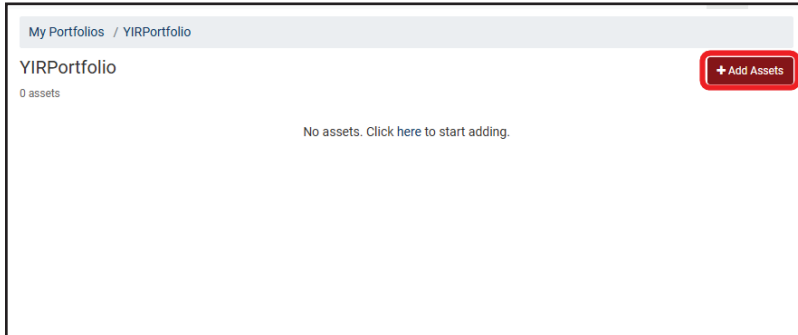 My Portfolios / YIRPortfolio
YIRPortfolio
+ Add Assets
0 assets
No assets. Click here to start adding.